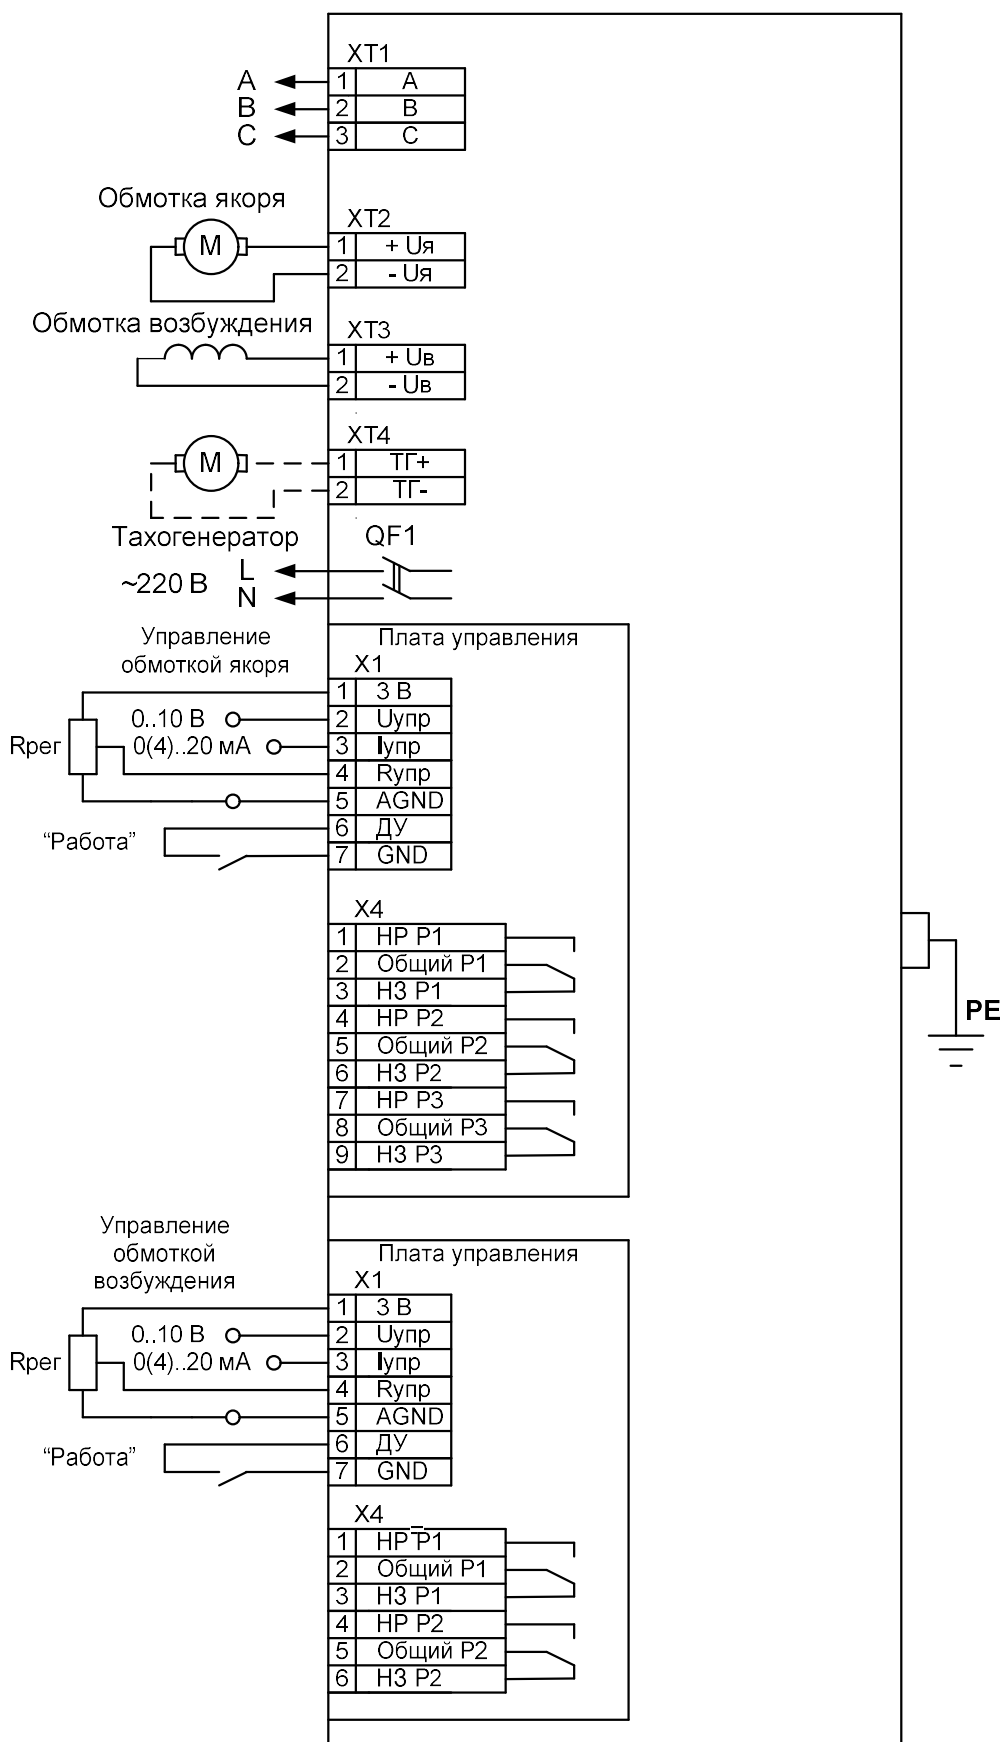 XT1
A 1 A
B 2 B
C 3 C
Обмотка якоря
XT2
M 1 + Uя
2 - Uя
Обмотка возбуждения
XT3
1 + Uв
2 - Uв
XT4
M 1 ТГ+
2 ТГ-
Тахогенератор
QF1
~220 В
L
N
Управление
обмоткой якоря
Плата управления
X1
1 3 В
0..10 В 2 Uупр
Rрег 0(4)..20 мА 3 Iупр
4 Rупр
5 AGND
“Работа” 6 ДУ
7 GND
X4
1 НР Р1
2 Общий Р1
3 НЗ Р1
4 НР Р2
5 Общий Р2
6 НЗ Р2
7 НР Р3
8 Общий Р3
9 НЗ Р3
PE
Управление
обмоткой
возбуждения
Плата управления
X1
1 3 В
0..10 В 2 Uупр
Rрег 0(4)..20 мА 3 Iупр
4 Rупр
5 AGND
“Работа” 6 ДУ
7 GND
X4
1 НР Р1
2 Общий Р1
3 НЗ Р1
4 НР Р2
5 Общий Р2
6 НЗ Р2